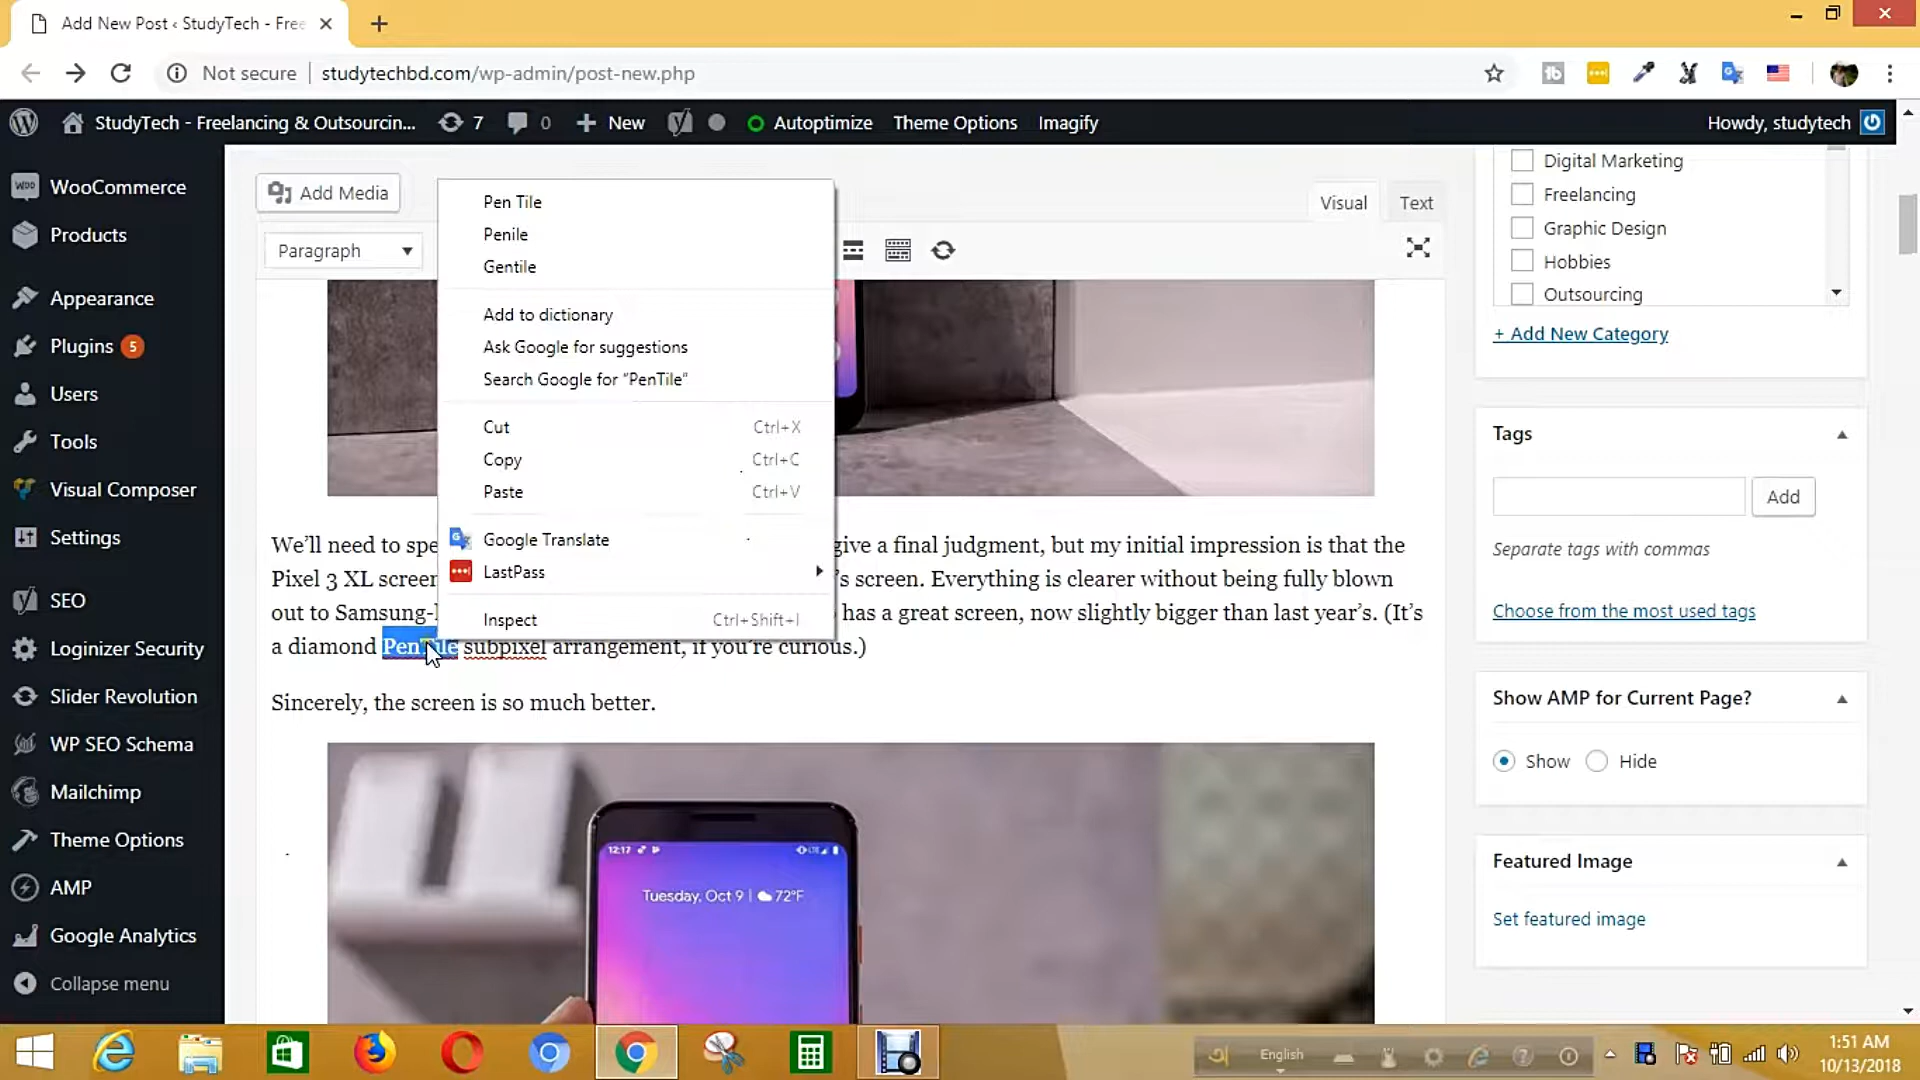 Add New Post ‹ StudyTech - Free
Not secure
studytechbd.com/wp-admin/post-new.php
StudyTech - Freelancing & Outsourcin...
7
0
New
Autoptimize
Theme Options
Imagify
Howdy, studytech
WooCommerce
Products
Appearance
Plugins 5
Users
Tools
Visual Composer
Settings
SEO
Loginizer Security
Slider Revolution
WP SEO Schema
Mailchimp
Theme Options
AMP
Google Analytics
Collapse menu
Add Media
Visual
Text
Paragraph
Pen Tile
Penile
Gentile
Add to dictionary
Ask Google for suggestions
Search Google for “PenTile”
Cut Ctrl+X
Copy Ctrl+C
Paste Ctrl+V
Google Translate
LastPass
Inspect Ctrl+Shift+I
We’ll need to give a final judgment, but my initial impression is that the
Pixel 3 XL screen ’s screen. Everything is clearer without being fully blown
out to has a great screen, now slightly bigger than last year’s. (It’s
a diamond PenTile subpixel arrangement, if you’re curious.)
Sincerely, the screen is so much better.
12:17
LTE
Tuesday, Oct 9 | 72°F
Digital Marketing
Freelancing
Graphic Design
Hobbies
Outsourcing
+ Add New Category
Tags
Add
Separate tags with commas
Choose from the most used tags
Show AMP for Current Page?
Show
Hide
Featured Image
Set featured image
English
1:51 AM
10/13/2018